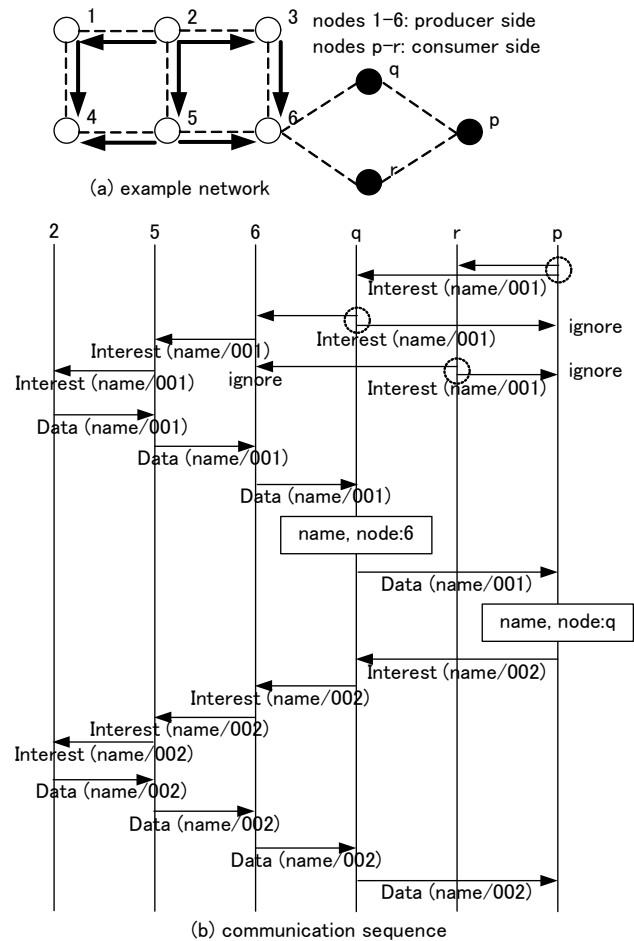 1 2 3 nodes 1-6: producer side
nodes p-r: consumer side
q
4 5 6 p
r
(a) example network
2 5 6 q r p
Interest (name/001)
Interest (name/001) ignore
Interest (name/001)
Interest (name/001) ignore Interest (name/001) ignore
Data (name/001)
Data (name/001)
Data (name/001)
name, node:6
Data (name/001)
name, node:q
Interest (name/002)
Interest (name/002)
Interest (name/002)
Interest (name/002)
Data (name/002)
Data (name/002)
Data (name/002)
Data (name/002)
(b) communication sequence